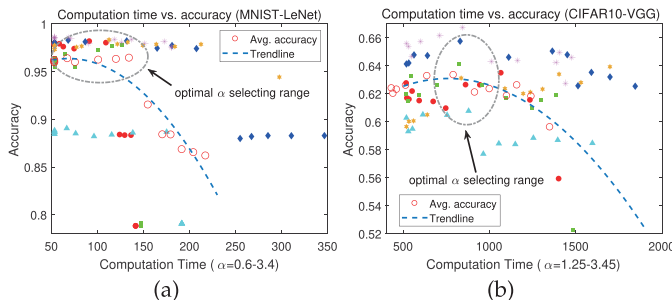 Computation time vs. accuracy (MNIST-LeNet)
1
0.95
0.9
0.85
0.8
Accuracy
Avg. accuracy
Trendline
optimal α selecting range
50 100 150 200 250 300 350
Computation Time ( α=0.6-3.4)
(a)
Computation time vs. accuracy (CIFAR10-VGG)
0.66
0.64
0.62
0.6
0.58
0.56
0.54
0.52
Accuracy
optimal α selecting range
Avg. accuracy
Trendline
500 1000 1500 2000
Computation Time ( α=1.25-3.45)
(b)